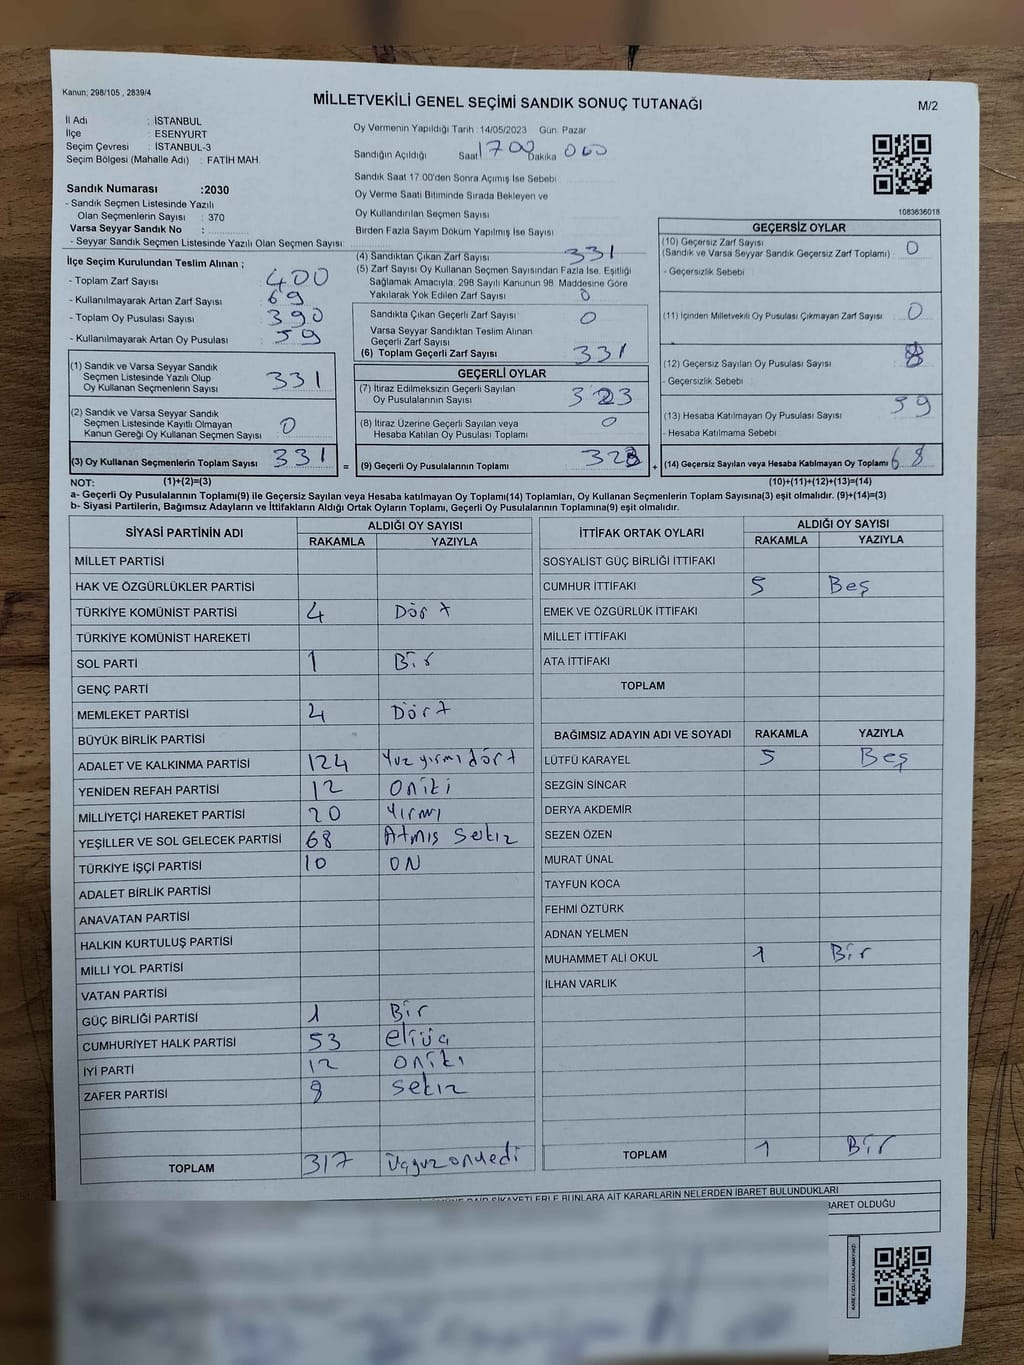 Kanun; 298/105 , 2839/4
MİLLETVEKİLİ GENEL SEÇİMİ SANDIK SONUÇ TUTANAĞI
M/2
İl Adı : İSTANBUL
İlçe : ESENYURT
Seçim Çevresi : İSTANBUL-3
Seçim Bölgesi (Mahalle Adı) : FATİH MAH.
Sandık Numarası :2030
- Sandık Seçmen Listesinde Yazılı
Olan Seçmenlerin Sayısı : 370
Varsa Seyyar Sandık No :
- Seyyar Sandık Seçmen Listesinde Yazılı Olan Seçmen Sayısı:
Oy Vermenin Yapıldığı Tarih :14/05/2023 Gün: Pazar
Sandığın Açıldığı Saat 1700 Dakika 060
Sandık Saat 17.00'den Sonra Açılmış İse Sebebi
Oy Verme Saati Bitiminde Sırada Bekleyen ve
Oy Kullandırılan Seçmen Sayısı
Birden Fazla Sayım Döküm Yapılmış İse Sayısı
1083636018
İlçe Seçim Kurulundan Teslim Alınan ;
- Toplam Zarf Sayısı : 400
- Kullanılmayarak Artan Zarf Sayısı : 69
- Toplam Oy Pusulası Sayısı : 390
- Kullanılmayarak Artan Oy Pusulası : 59
(1) Sandık ve Varsa Seyyar Sandık
Seçmen Listesinde Yazılı Olup
Oy Kullanan Seçmenlerin Sayısı 331
(2) Sandık ve Varsa Seyyar Sandık
Seçmen Listesinde Kayıtlı Olmayan
Kanun Gereği Oy Kullanan Seçmen Sayısı 0
(3) Oy Kullanan Seçmenlerin Toplam Sayısı 331
(4) Sandıktan Çıkan Zarf Sayısı 331
(5) Zarf Sayısı Oy Kullanan Seçmen Sayısından Fazla İse, Eşitliği
Sağlamak Amacıyla, 298 Sayılı Kanunun 98. Maddesine Göre
Yakılarak Yok Edilen Zarf Sayısı 0
Sandıkta Çıkan Geçerli Zarf Sayısı 0
Varsa Seyyar Sandıktan Teslim Alınan
Geçerli Zarf Sayısı
(6) Toplam Geçerli Zarf Sayısı 331
GEÇERLİ OYLAR
(7) İtiraz Edilmeksizin Geçerli Sayılan
Oy Pusulalarının Sayısı 323
(8) İtiraz Üzerine Geçerli Sayılan veya
Hesaba Katılan Oy Pusulası Toplamı 0
= (9) Geçerli Oy Pusulalarının Toplamı 323 +
GEÇERSİZ OYLAR
(10) Geçersiz Zarf Sayısı
(Sandık ve Varsa Seyyar Sandık Geçersiz Zarf Toplamı) 0
- Geçersizlik Sebebi
(11) İçinden Milletvekili Oy Pusulası Çıkmayan Zarf Sayısı 0
(12) Geçersiz Sayılan Oy Pusulası Sayısı 8
- Geçersizlik Sebebi
(13) Hesaba Katılmayan Oy Pusulası Sayısı 59
- Hesaba Katılmama Sebebi
(14) Geçersiz Sayılan veya Hesaba Katılmayan Oy Toplamı 68
NOT: (1)+(2)=(3) (10)+(11)+(12)+(13)=(14)
a- Geçerli Oy Pusulalarının Toplamı(9) ile Geçersiz Sayılan veya Hesaba katılmayan Oy Toplamı(14) Toplamları, Oy Kullanan Seçmenlerin Toplam Sayısına(3) eşit olmalıdır. (9)+(14)=(3)
b- Siyasi Partilerin, Bağımsız Adayların ve İttifakların Aldığı Ortak Oyların Toplamı, Geçerli Oy Pusulalarının Toplamına(9) eşit olmalıdır.
SİYASİ PARTİNİN ADI ALDIĞI OY SAYISI
RAKAMLA YAZIYLA
MİLLET PARTİSİ
HAK VE ÖZGÜRLÜKLER PARTİSİ
TÜRKİYE KOMÜNİST PARTİSİ 4 Dört
TÜRKİYE KOMÜNİST HAREKETİ
SOL PARTİ 1 Bir
GENÇ PARTİ
MEMLEKET PARTİSİ 4 Dört
BÜYÜK BİRLİK PARTİSİ
ADALET VE KALKINMA PARTİSİ 124 Yüz yirmi dört
YENİDEN REFAH PARTİSİ 12 oniki
MİLLİYETÇİ HAREKET PARTİSİ 20 Yirmi
YEŞİLLER VE SOL GELECEK PARTİSİ 68 Atmış Sekiz
TÜRKİYE İŞÇİ PARTİSİ 10 ON
ADALET BİRLİK PARTİSİ
ANAVATAN PARTİSİ
HALKIN KURTULUŞ PARTİSİ
MİLLİ YOL PARTİSİ
VATAN PARTİSİ
GÜÇ BİRLİĞİ PARTİSİ 1 Bir
CUMHURİYET HALK PARTİSİ 53 elliüç
İYİ PARTİ 12 oniki
ZAFER PARTİSİ 8 sekiz
TOPLAM 317 üçyüzonyedi
İTTİFAK ORTAK OYLARI ALDIĞI OY SAYISI
RAKAMLA YAZIYLA
SOSYALİST GÜÇ BİRLİĞİ İTTİFAKI
CUMHUR İTTİFAKI 5 Beş
EMEK VE ÖZGÜRLÜK İTTİFAKI
MİLLET İTTİFAKI
ATA İTTİFAKI
TOPLAM
BAĞIMSIZ ADAYIN ADI VE SOYADI RAKAMLA YAZIYLA
LÜTFÜ KARAYEL 5 Beş
SEZGİN SİNCAR
DERYA AKDEMİR
SEZEN ÖZEN
MURAT ÜNAL
TAYFUN KOCA
FEHMİ ÖZTÜRK
ADNAN YELMEN
MUHAMMET ALİ OKUL 1 Bir
İLHAN VARLIK
TOPLAM 1 Bir
ŞİKAYETLERLE BUNLARA AİT KARARLARIN NELERDEN İBARET BULUNDUKLARI
İBARET OLDUĞU
KARE KODU KARALAMAYINIZ!